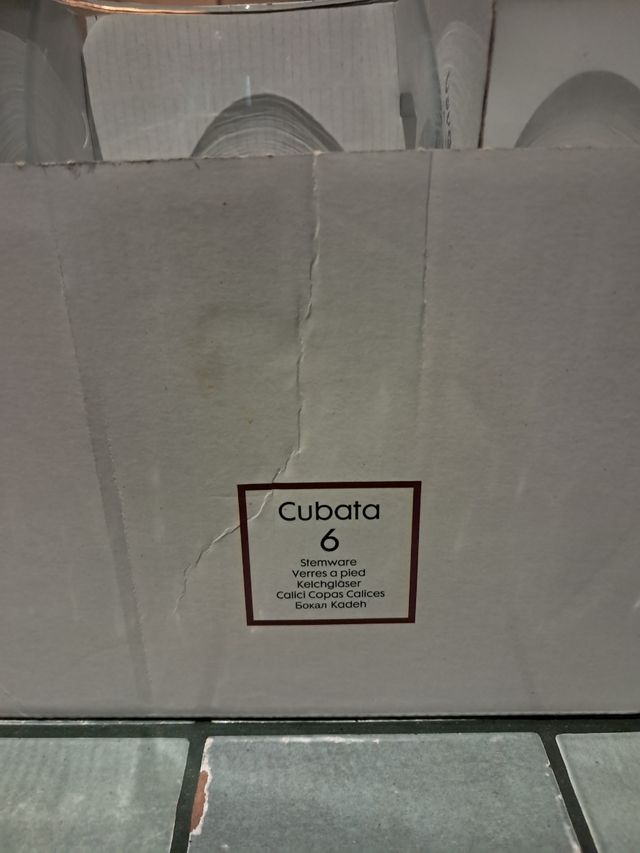 Cubata
6
Stemware
Verres a pied
Kelchgläser
Calici Copas Calices
Бокал Kadeh